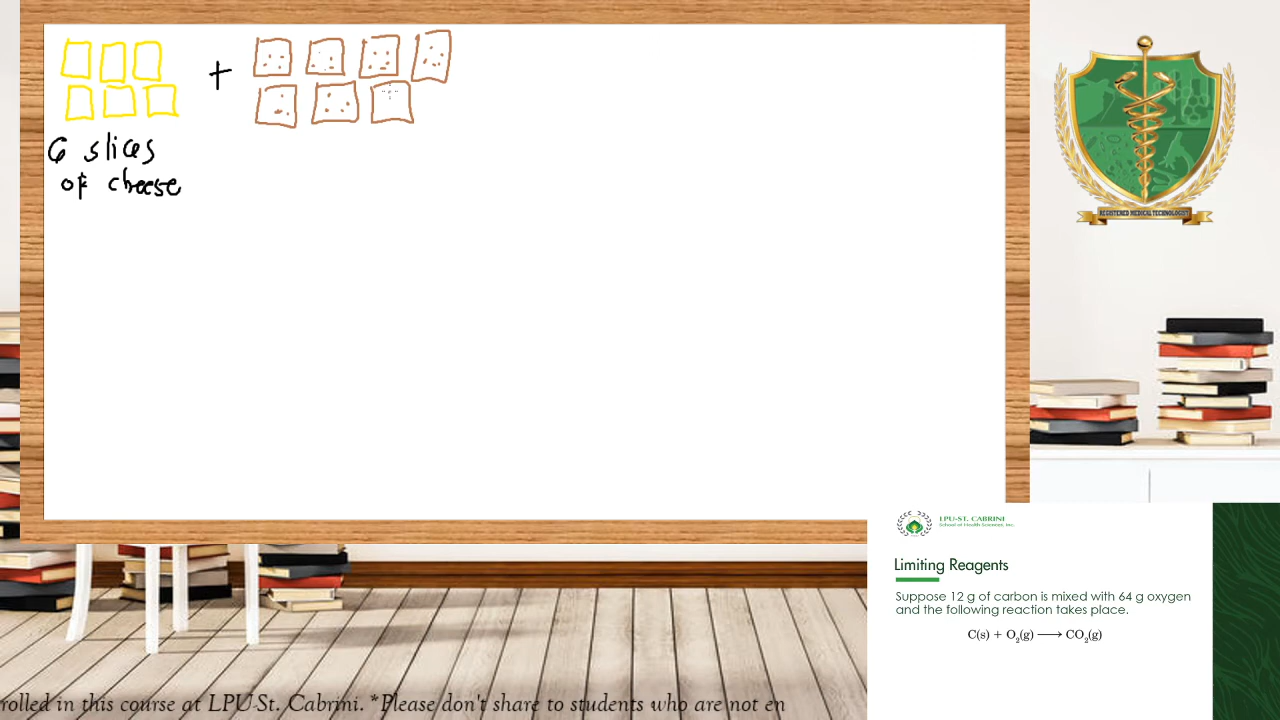 +
6 slices
of cheese
REGISTERED MEDICAL TECHNOLOGIST
LPU-ST. CABRINI
School of Health Sciences, Inc.
Limiting Reagents
Suppose 12 g of carbon is mixed with 64 g oxygen
and the following reaction takes place.
C(s) + O₂(g) ⟶ CO₂(g)
rolled in this course at LPU-St. Cabrini. *Please don't share to students who are not en